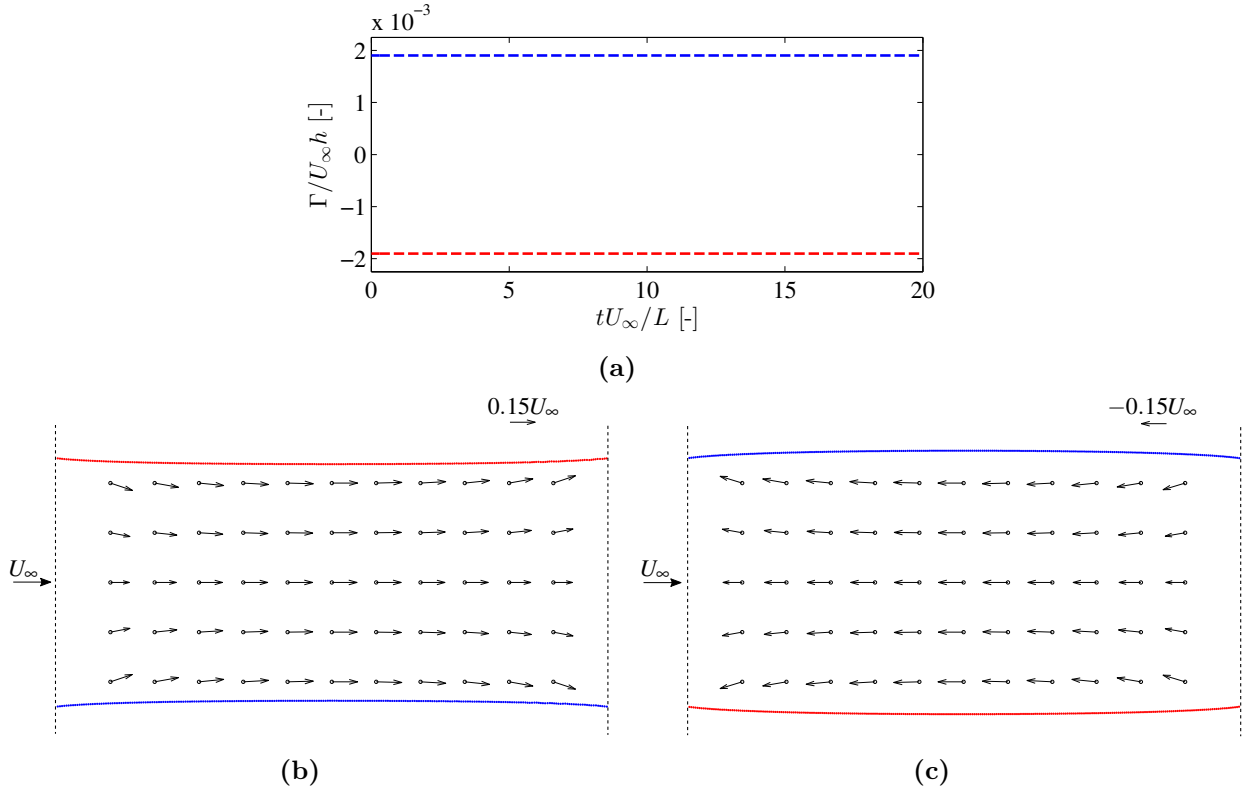 x 10⁻³
2
1
0
−1
−2
Γ/U∞h [-]
0 5 10 15 20
tU∞/L [-]
(a)
0.15U∞
−0.15U∞
U∞
U∞
(b)
(c)